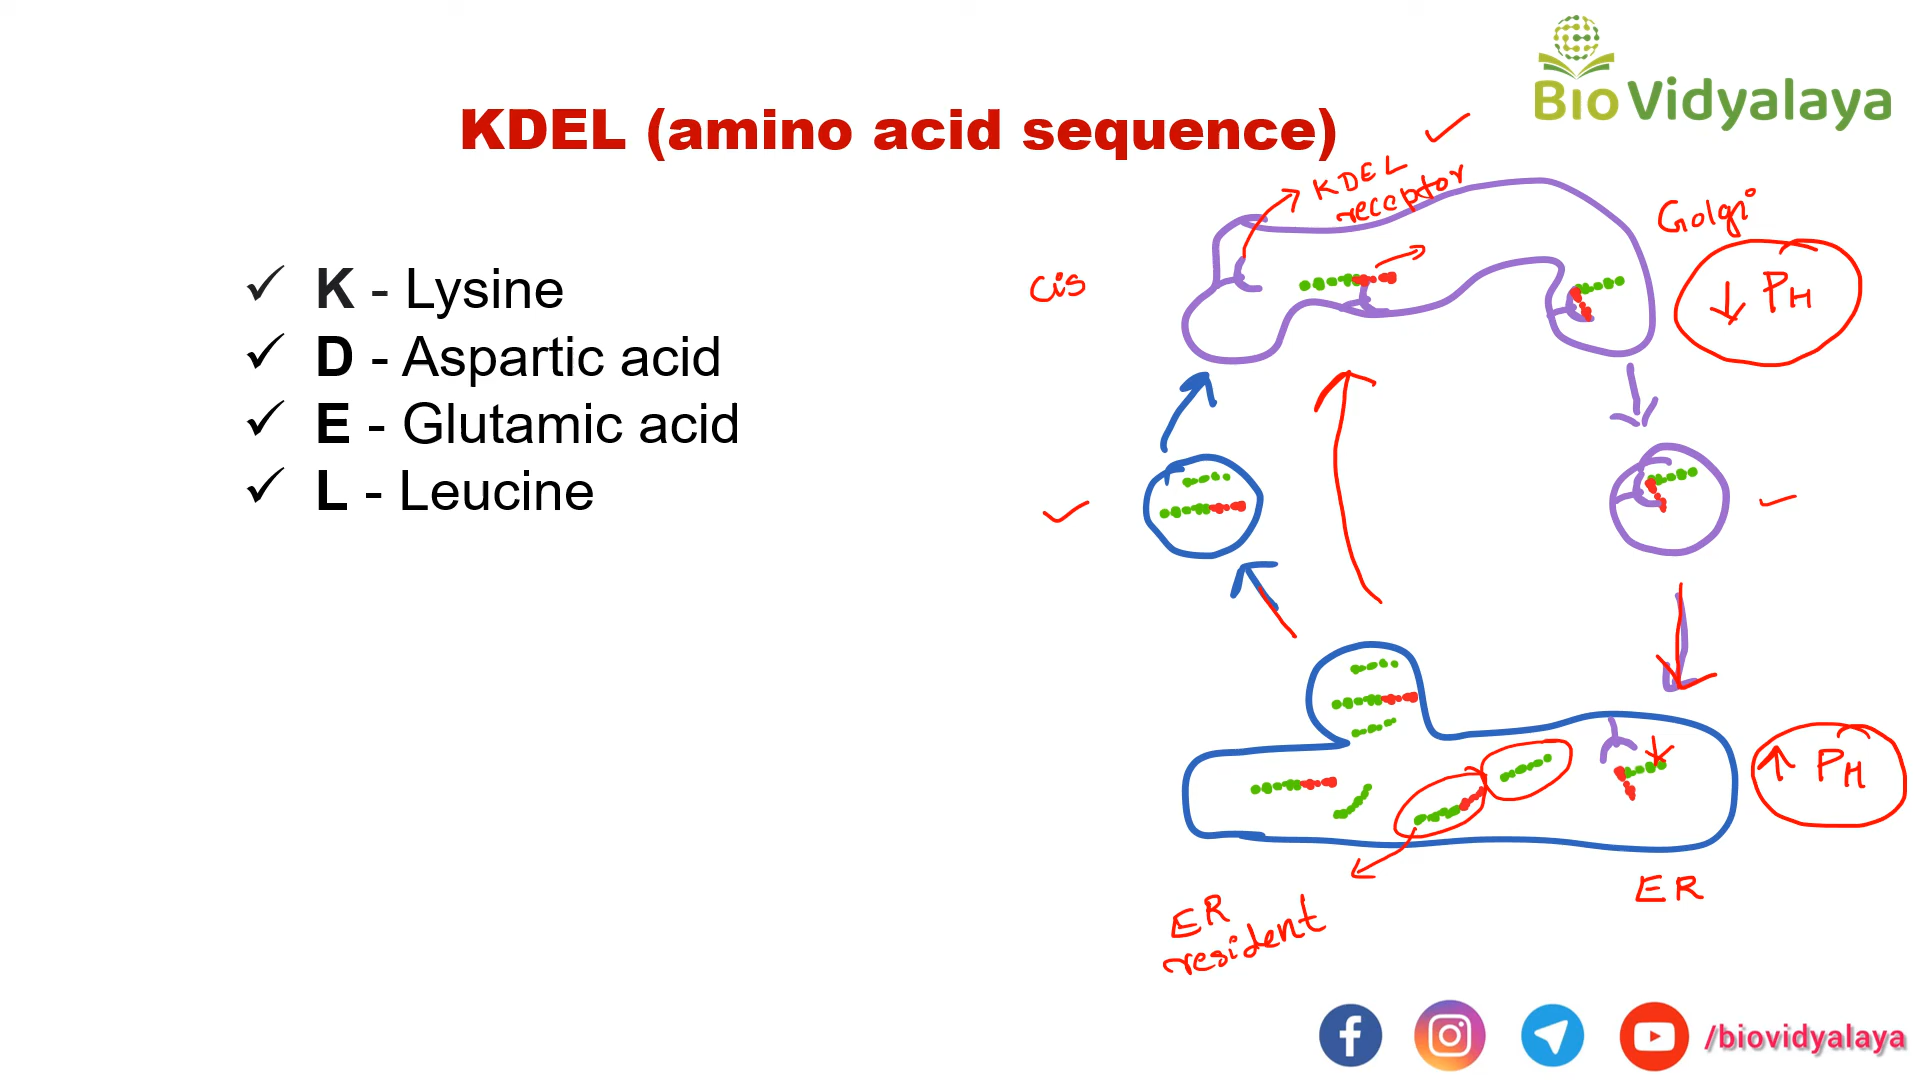 Bio Vidyalaya
KDEL (amino acid sequence)
✓ K - Lysine
✓ D - Aspartic acid
✓ E - Glutamic acid
✓ L - Leucine
KDEL
receptor
Golgi
Cis
↓ PH
↑ PH
ER
ER
resident
/biovidyalaya